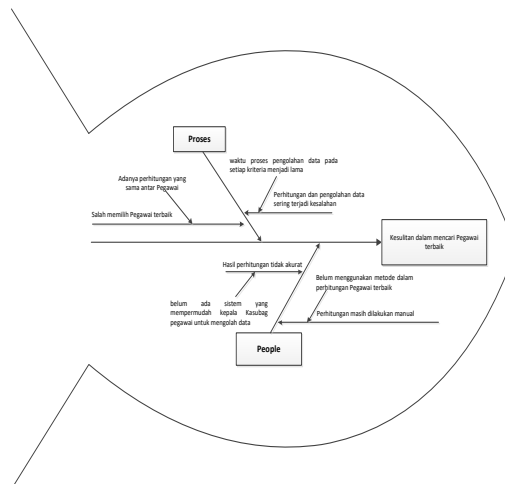 Proses
waktu proses pengolahan data pada
setiap kriteria menjadi lama
Adanya perhitungan yang
sama antar Pegawai
Perhitungan dan pengolahan data
sering terjadi kesalahan
Salah memilih Pegawai terbaik
Kesulitan dalam mencari Pegawai
terbaik
Hasil perhitungan tidak akurat
Belum menggunakan metode dalam
perhitungan Pegawai terbaik
belum ada sistem yang
mempermudah kepala Kasubag
pegawai untuk mengolah data
Perhitungan masih dilakukan manual
People